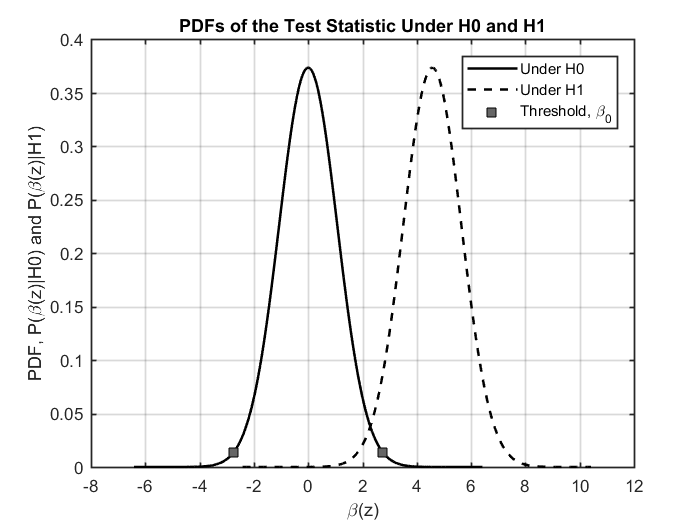 PDFs of the Test Statistic Under H0 and H1
Under H0
Under H1
Threshold, β0
PDF, P(β(z)|H0) and P(β(z)|H1)
0.4
0.35
0.3
0.25
0.2
0.15
0.1
0.05
0
-8 -6 -4 -2 0 2 4 6 8 10 12
β(z)